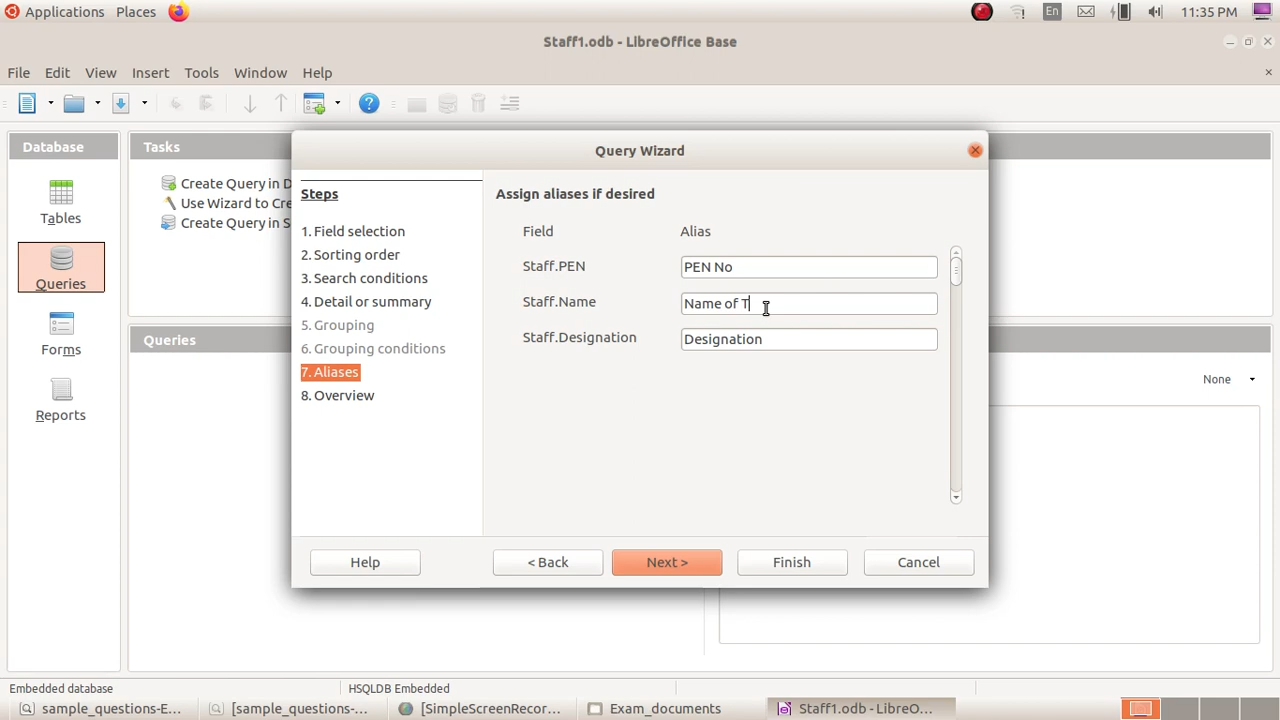 Applications Places En 11:35 PM
Staff1.odb - LibreOffice Base
File Edit View Insert Tools Window Help
Database
Tables
Queries
Forms
Reports
Tasks
Create Query in D
Use Wizard to Cre
Create Query in S
Queries
None
Query Wizard
Steps
1. Field selection
2. Sorting order
3. Search conditions
4. Detail or summary
5. Grouping
6. Grouping conditions
7. Aliases
8. Overview
Assign aliases if desired
Field Alias
Staff.PEN PEN No
Staff.Name Name of T
Staff.Designation Designation
Help < Back Next > Finish Cancel
Embedded database HSQLDB Embedded
sample_questions-E... [sample_questions-... [SimpleScreenRecor... Exam_documents Staff1.odb - LibreO...